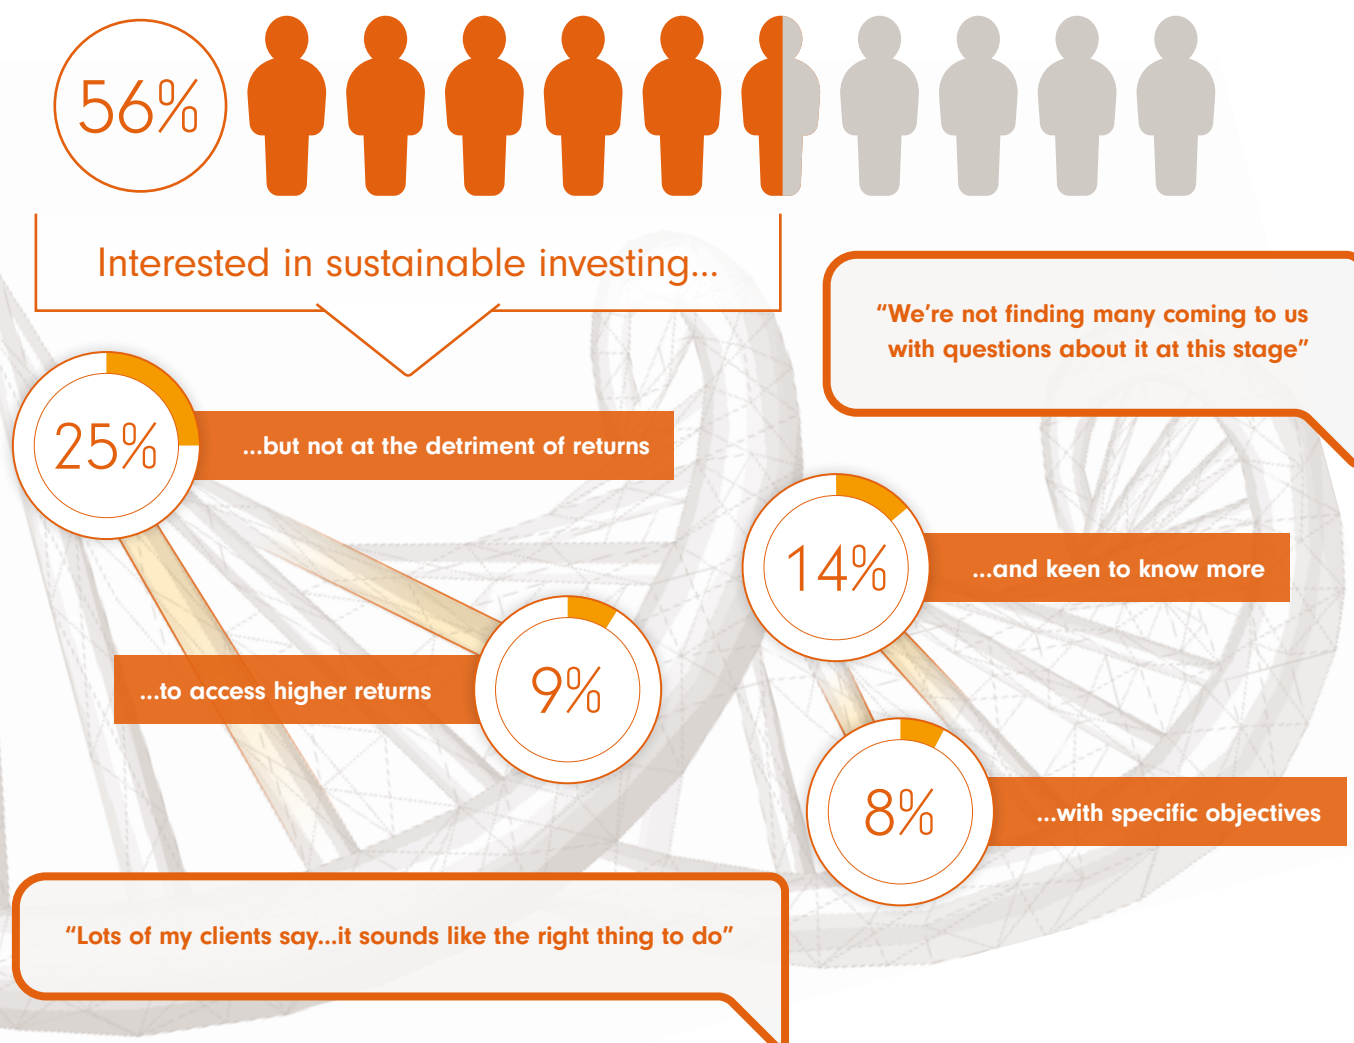 56%
Interested in sustainable investing...
“We’re not finding many coming to us
with questions about it at this stage”
25%
...but not at the detriment of returns
14%
...and keen to know more
9%
...to access higher returns
8%
...with specific objectives
“Lots of my clients say...it sounds like the right thing to do”